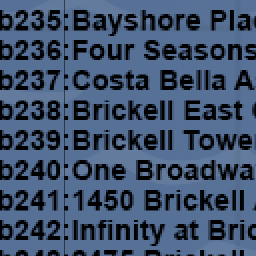 b235:Bayshore Plac
b236:Four Seasons
b237:Costa Bella A
b238:Brickell East
b239:Brickell Tower
b240:One Broadwa
b241:1450 Brickell
b242:Infinity at Bric